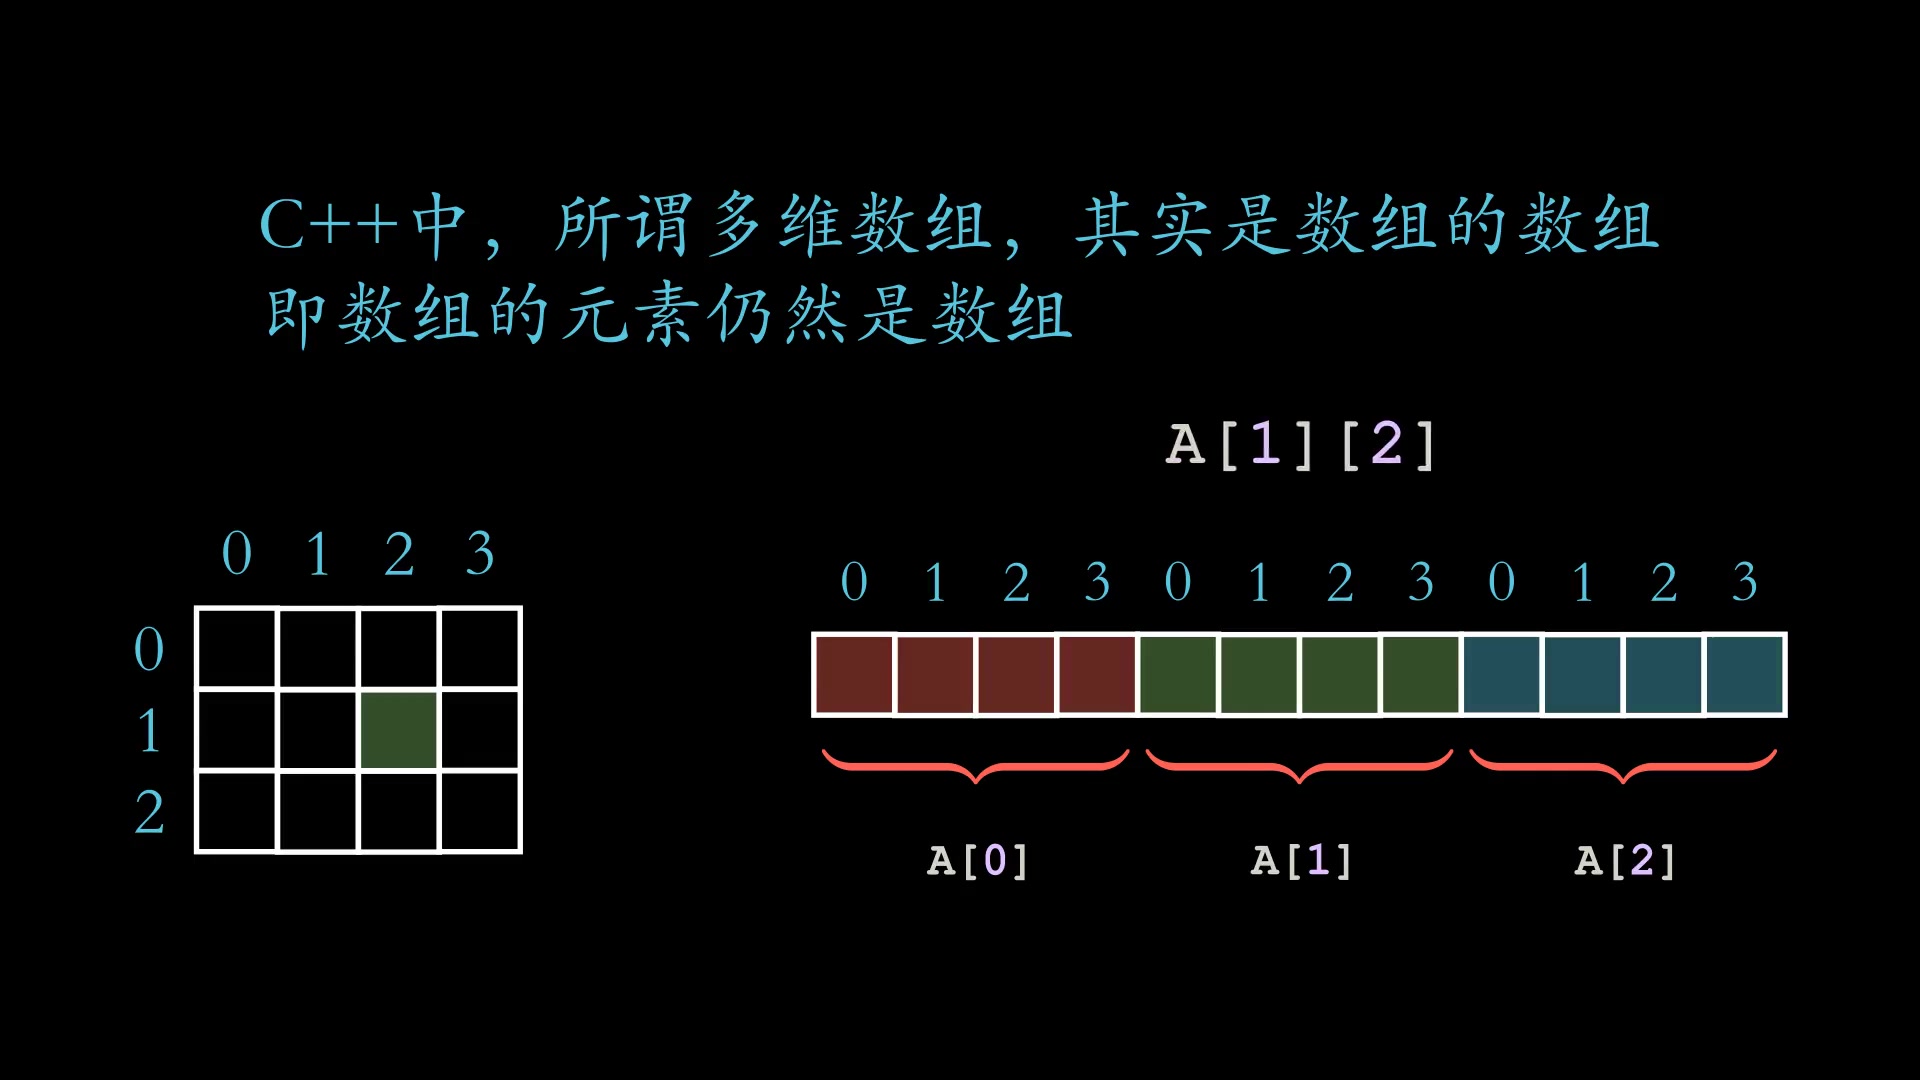 C++中，所谓多维数组，其实是数组的数组
即数组的元素仍然是数组
A[1][2]
0 1 2 3
0
1
2
0 1 2 3 0 1 2 3 0 1 2 3
A[0] A[1] A[2]